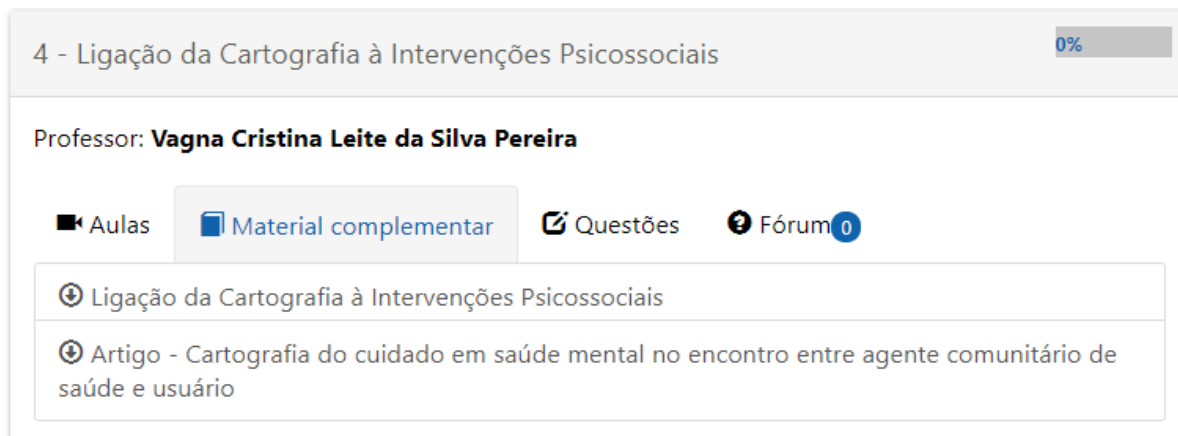 4 - Ligação da Cartografia à Intervenções Psicossociais
0%
Professor: Vagna Cristina Leite da Silva Pereira
Aulas
Material complementar
Questões
Fórum 0
Ligação da Cartografia à Intervenções Psicossociais
Artigo - Cartografia do cuidado em saúde mental no encontro entre agente comunitário de
saúde e usuário